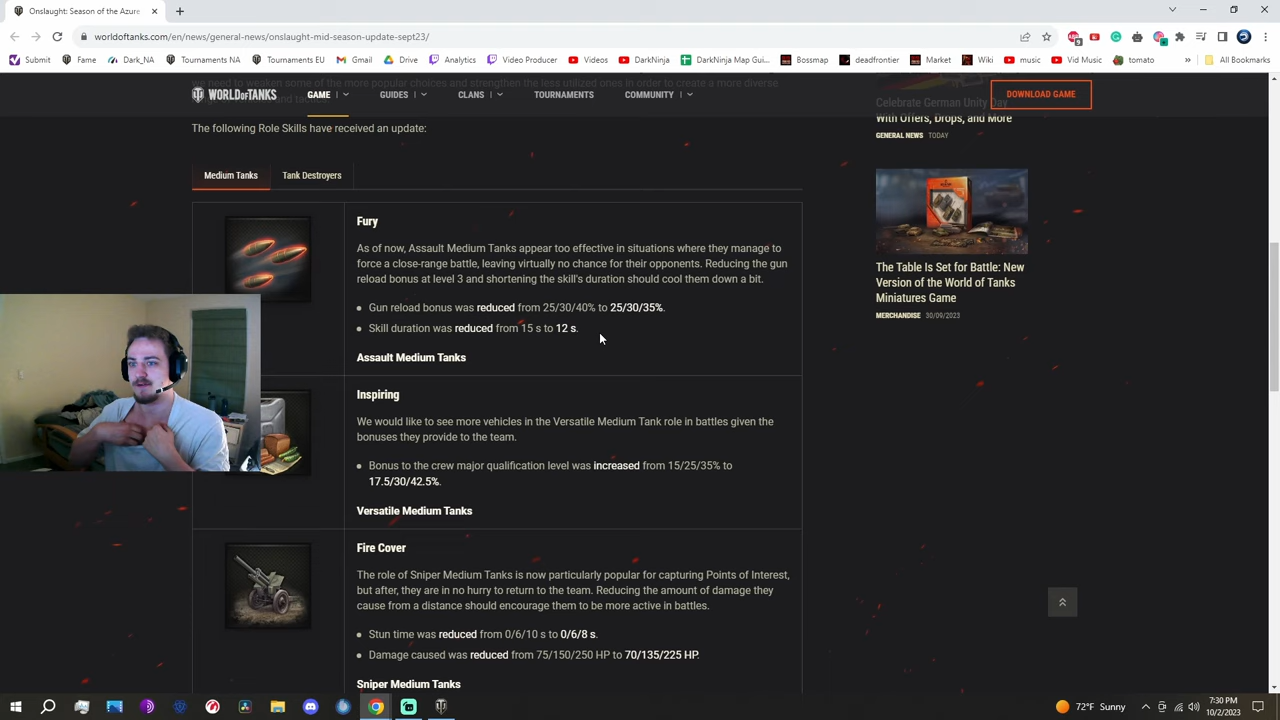 Onslaught: Season of the Azure
worldoftanks.com/en/news/general-news/onslaught-mid-season-update-sept23/
Submit Fame Dark_NA Tournaments NA Tournaments EU Gmail Drive Analytics Video Producer Videos DarkNinja DarkNinja Map Gui... Bossmap deadfrontier Market Wiki music Vid Music tomato » All Bookmarks
WORLD OF TANKS GAME GUIDES CLANS TOURNAMENTS COMMUNITY DOWNLOAD GAME
The following Role Skills have received an update:
Medium Tanks Tank Destroyers
Fury
As of now, Assault Medium Tanks appear too effective in situations where they manage to
force a close-range battle, leaving virtually no chance for their opponents. Reducing the gun
reload bonus at level 3 and shortening the skill's duration should cool them down a bit.
Gun reload bonus was reduced from 25/30/40% to 25/30/35%.
Skill duration was reduced from 15 s to 12 s.
Assault Medium Tanks
Inspiring
We would like to see more vehicles in the Versatile Medium Tank role in battles given the
bonuses they provide to the team.
Bonus to the crew major qualification level was increased from 15/25/35% to
17.5/30/42.5%.
Versatile Medium Tanks
Fire Cover
The role of Sniper Medium Tanks is now particularly popular for capturing Points of Interest,
but after, they are in no hurry to return to the team. Reducing the amount of damage they
cause from a distance should encourage them to be more active in battles.
Stun time was reduced from 0/6/10 s to 0/6/8 s.
Damage caused was reduced from 75/150/250 HP to 70/135/225 HP.
Sniper Medium Tanks
Celebrate German Unity Day
With Offers, Drops, and More
GENERAL NEWS TODAY
The Table Is Set for Battle: New
Version of the World of Tanks
Miniatures Game
MERCHANDISE 30/09/2023
72°F Sunny
7:30 PM
10/2/2023